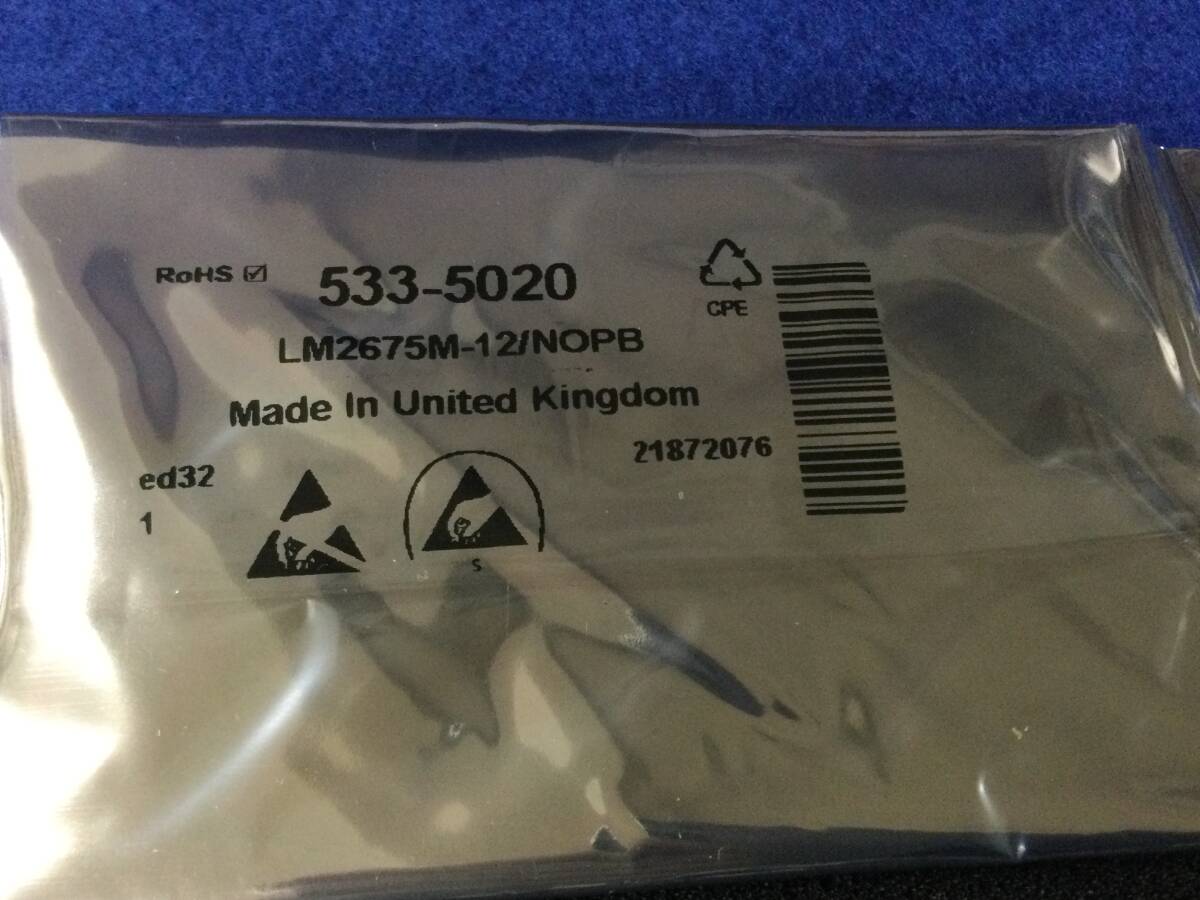 RoHS ☑ 533-5020
CPE
LM2675M-12/NOPB
Made In United Kingdom
21872076
ed32
1
S